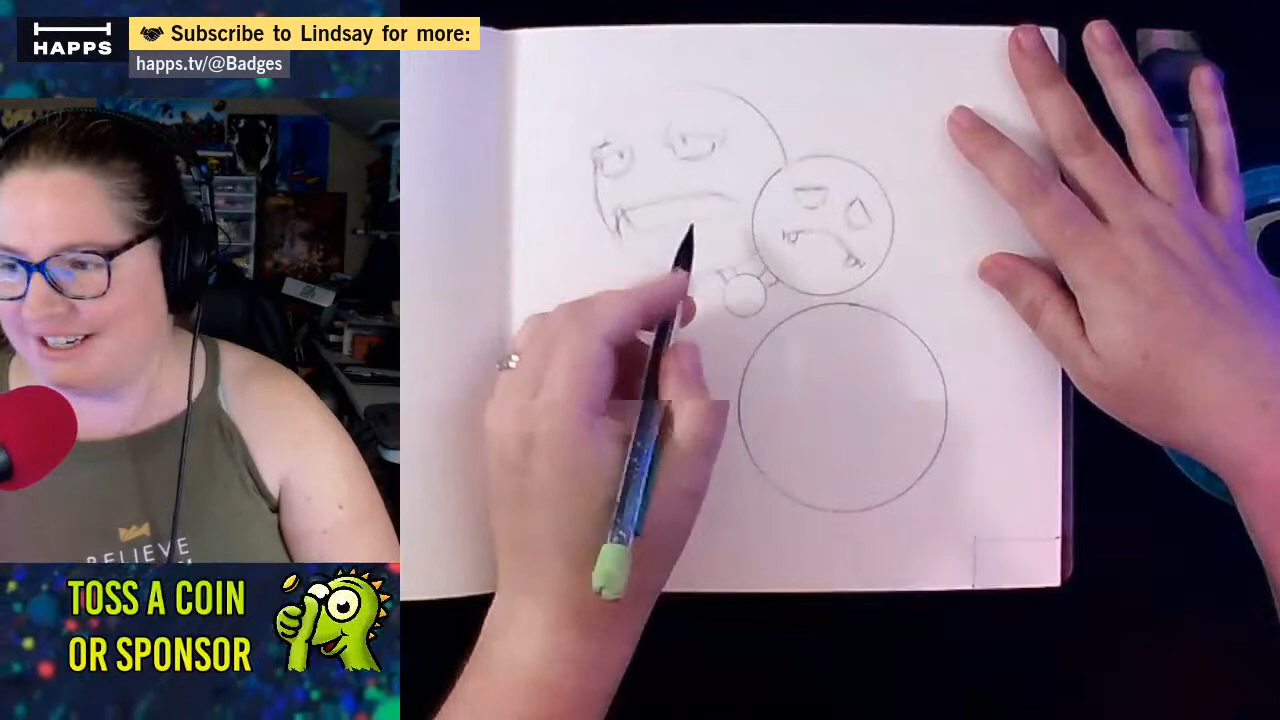 HAPPS
Subscribe to Lindsay for more:
happs.tv/@Badges
BELIEVE
TOSS A COIN
OR SPONSOR